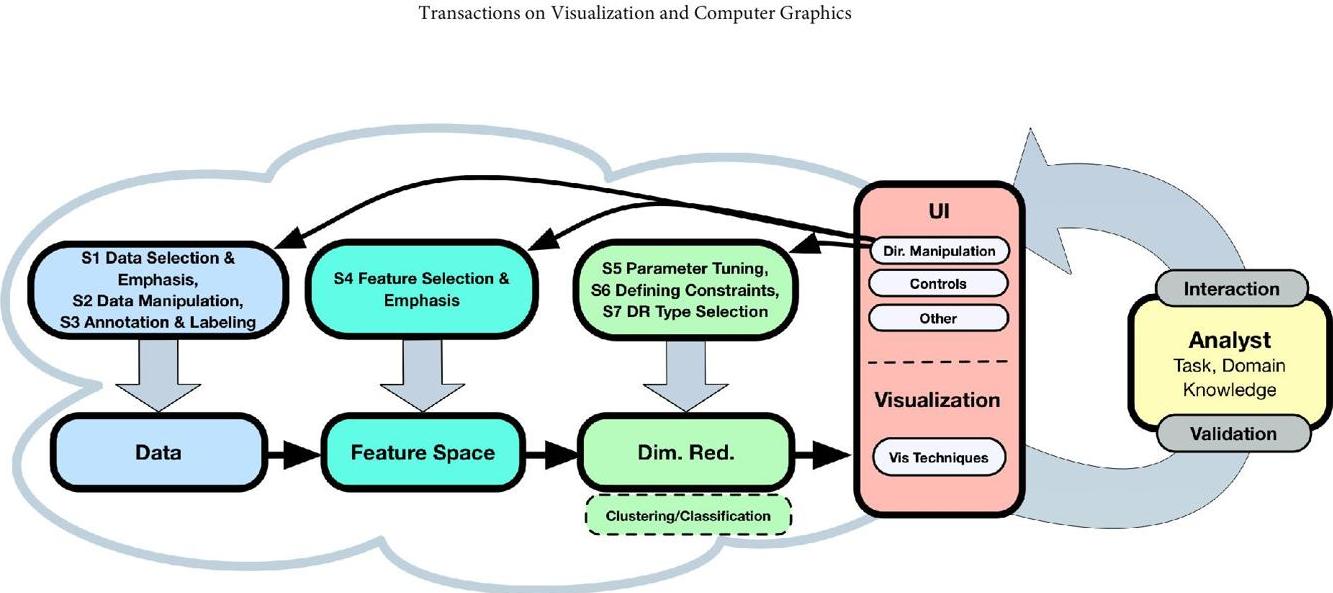 Transactions on Visualization and Computer Graphics
S1 Data Selection &
Emphasis,
S2 Data Manipulation,
S3 Annotation & Labeling
S4 Feature Selection &
Emphasis
S5 Parameter Tuning,
S6 Defining Constraints,
S7 DR Type Selection
UI
Dir. Manipulation
Controls
Other
Visualization
Vis Techniques
Interaction
Analyst
Task, Domain
Knowledge
Validation
Data
Feature Space
Dim. Red.
Clustering/Classification